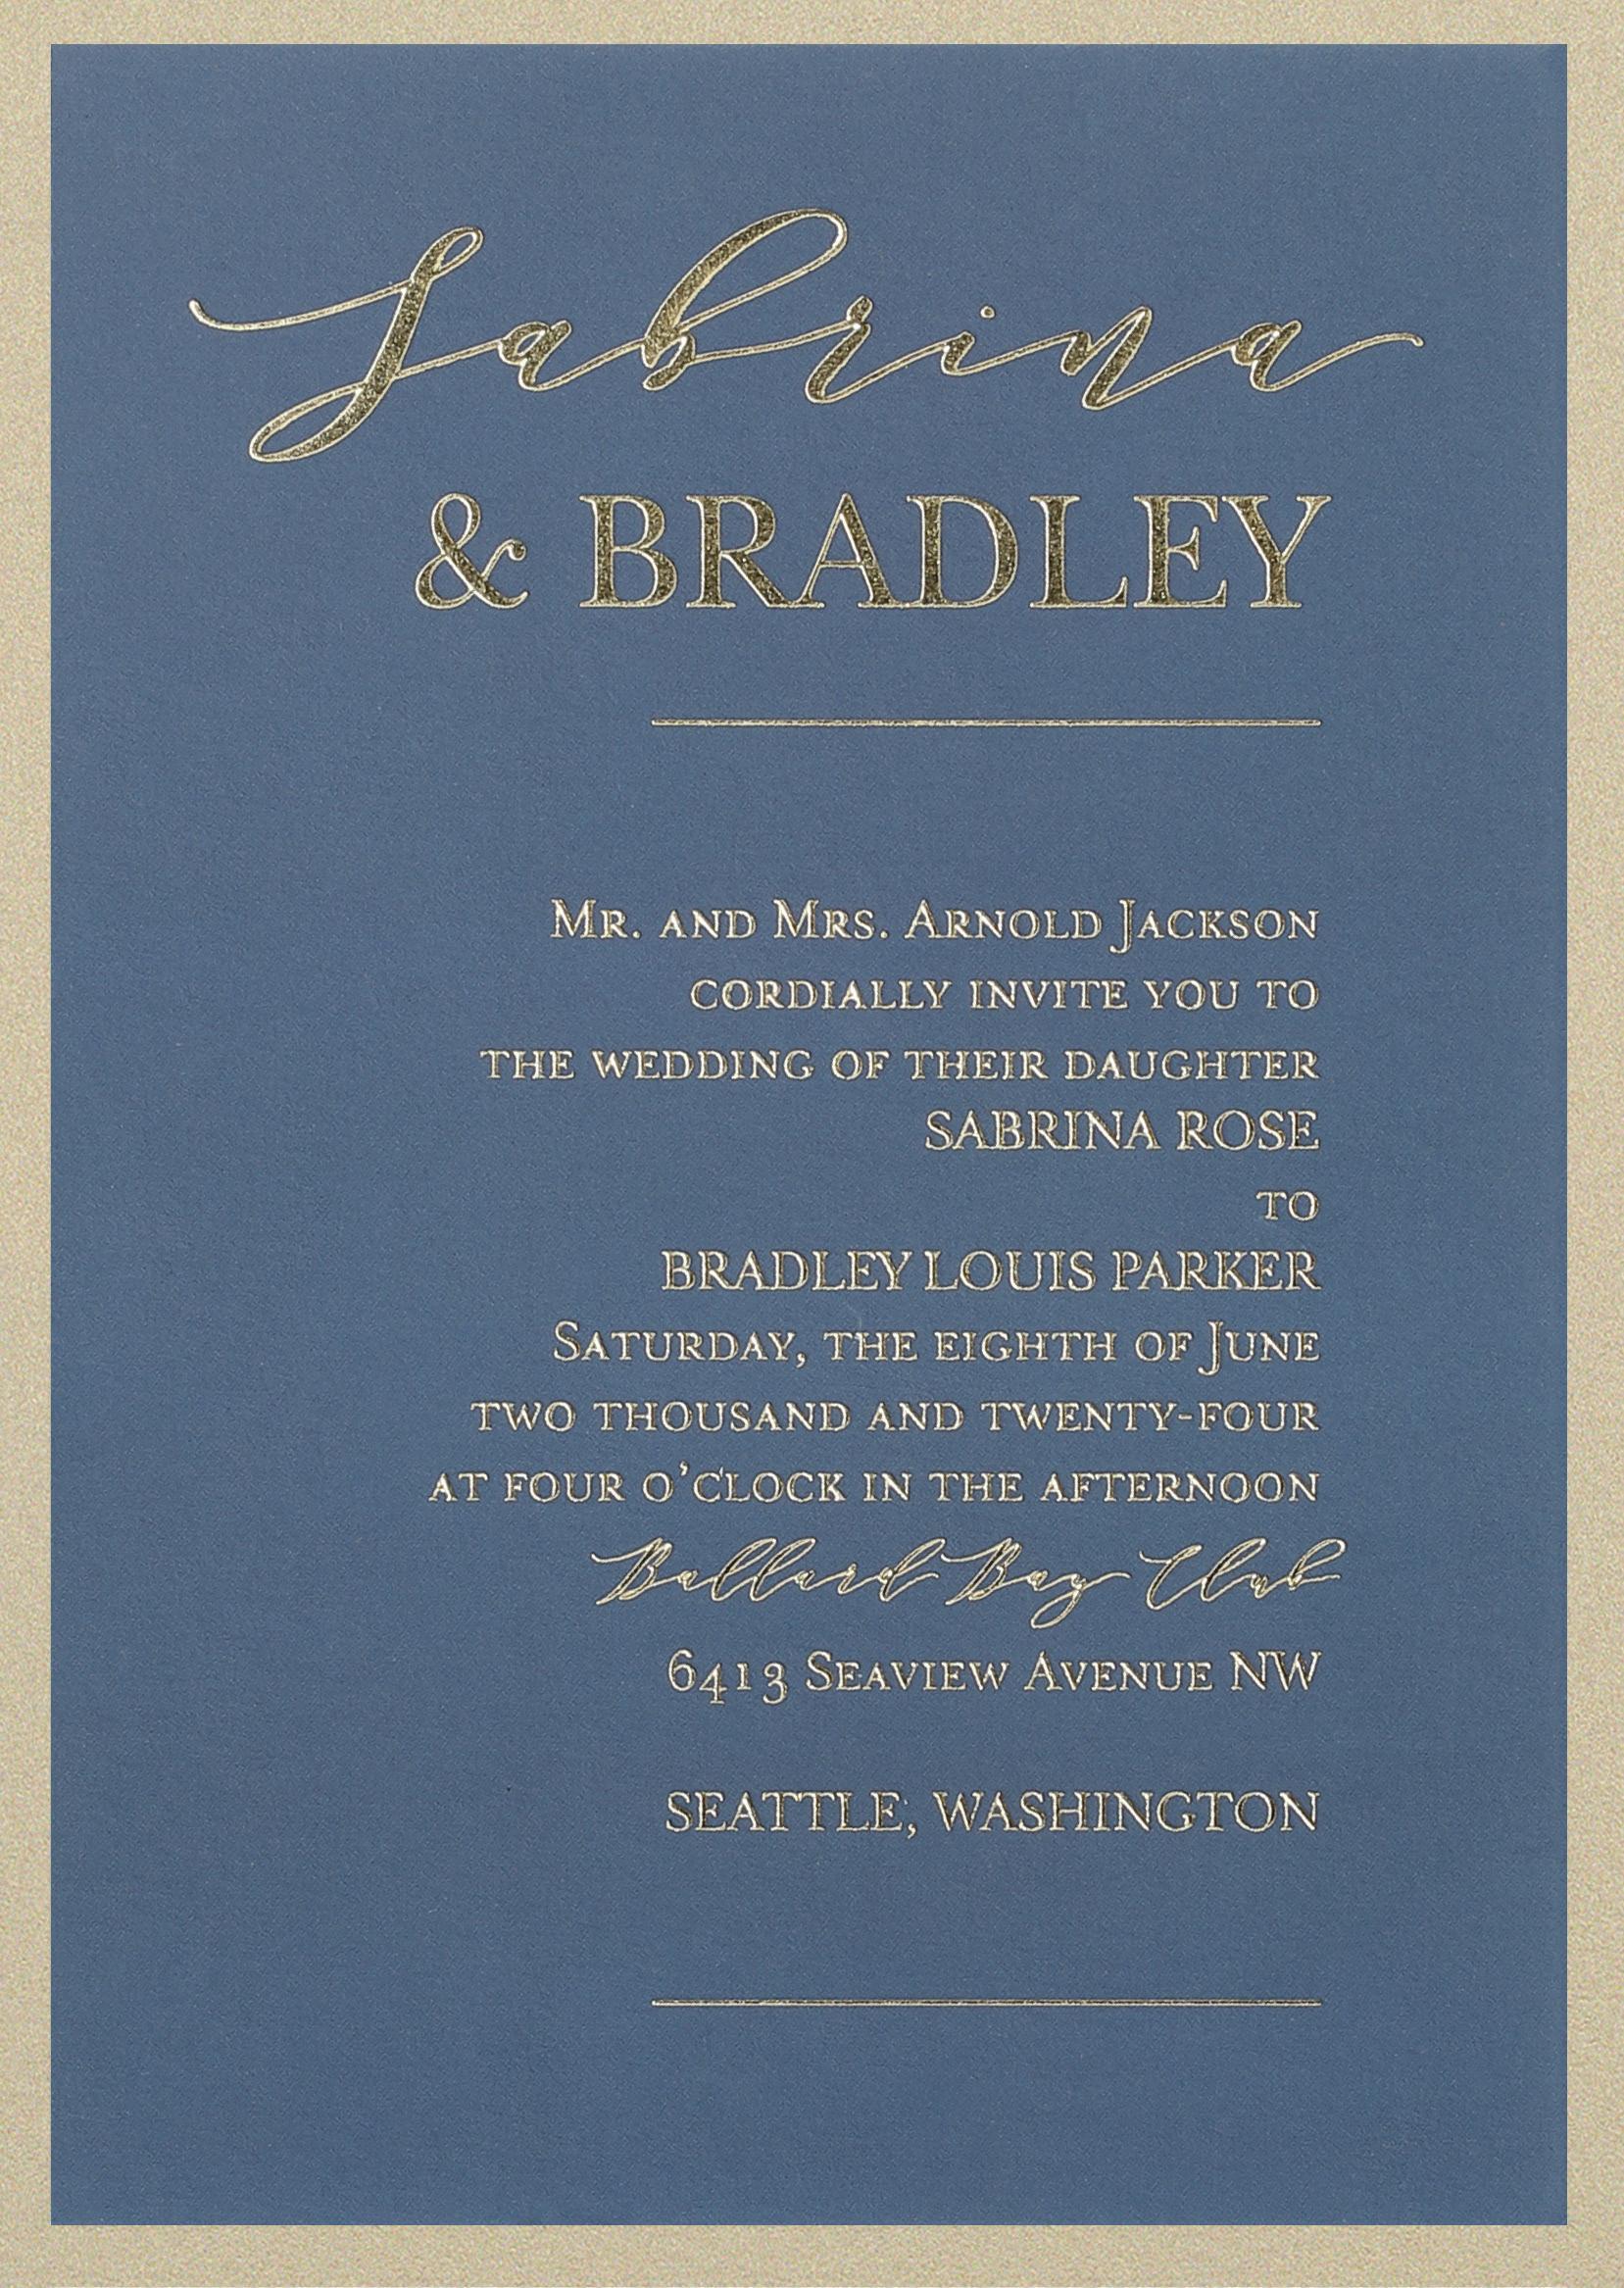 Sabrina
& BRADLEY
Mr. and Mrs. Arnold Jackson
cordially invite you to
the wedding of their daughter
SABRINA ROSE
to
BRADLEY LOUIS PARKER
Saturday, the eighth of June
two thousand and twenty-four
at four o'clock in the afternoon
Ballard Bay Club
6413 Seaview Avenue NW
SEATTLE, WASHINGTON